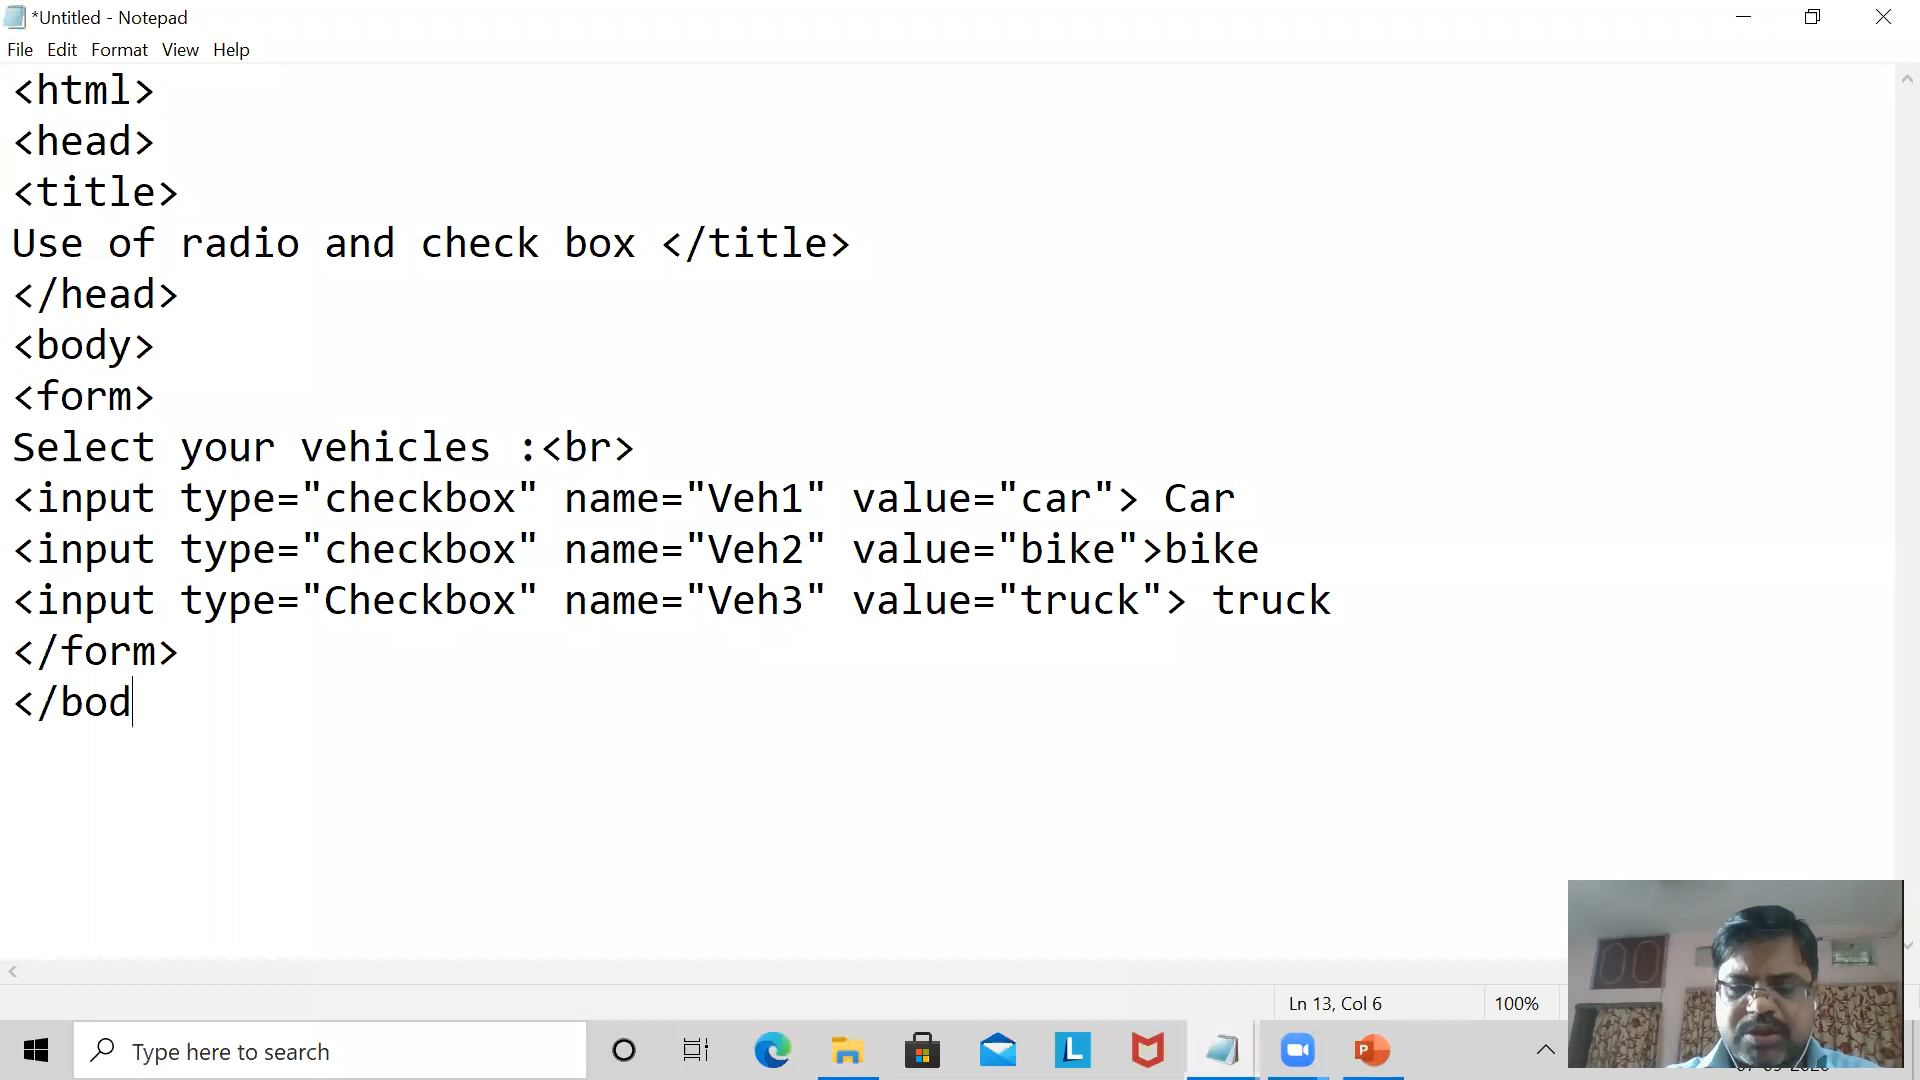 *Untitled - Notepad
File Edit Format View Help
<html>
<head>
<title>
Use of radio and check box </title>
</head>
<body>
<form>
Select your vehicles :<br>
<input type="checkbox" name="Veh1" value="car"> Car
<input type="checkbox" name="Veh2" value="bike">bike
<input type="Checkbox" name="Veh3" value="truck"> truck
</form>
</bod
Ln 13, Col 6
100%
Type here to search
L
P